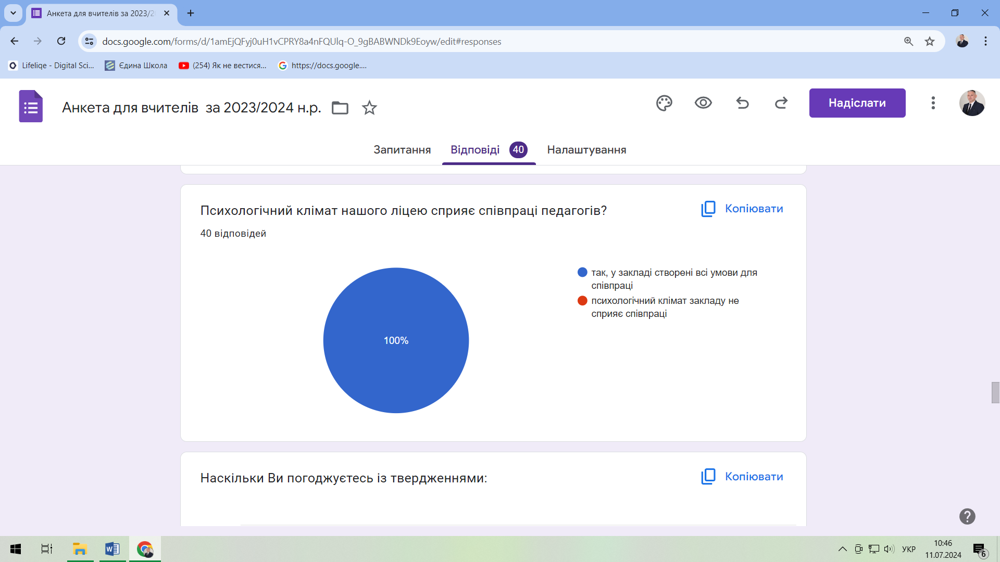 Анкета для вчителів за 2023/2
docs.google.com/forms/d/1amEjQFyj0uH1vCPRY8a4nFQUlq-O_9gBABWNDk9Eoyw/edit#responses
Lifeliqe - Digital Sci...
Єдина Школа
(254) Як не вестися...
https://docs.google....
Анкета для вчителів за 2023/2024 н.р.
Надіслати
Запитання
Відповіді 40
Налаштування
Психологічний клімат нашого ліцею сприяє співпраці педагогів?
Копіювати
40 відповідей
так, у закладі створені всі умови для
співпраці
психологічний клімат закладу не
сприяє співпраці
100%
Наскільки Ви погоджуєтесь із твердженнями:
Копіювати
УКР
10:46
11.07.2024
6